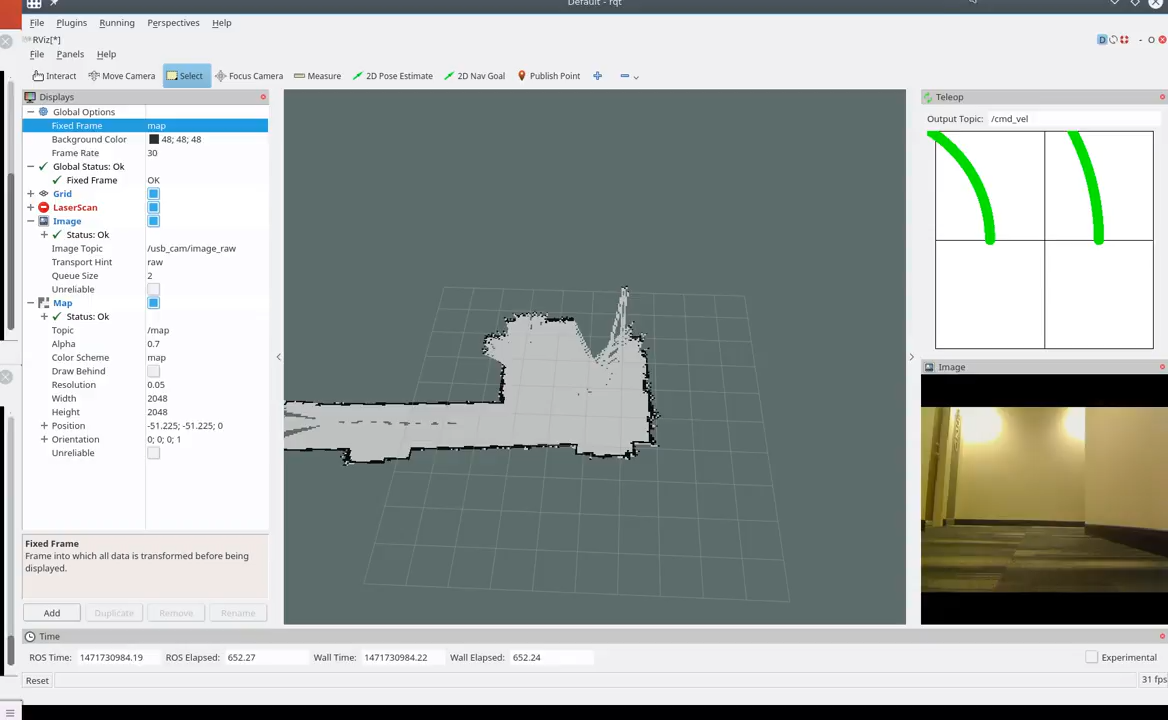 Default - rqt
File Plugins Running Perspectives Help
RViz[*]
D - O
File Panels Help
Interact Move Camera Select Focus Camera Measure 2D Pose Estimate 2D Nav Goal Publish Point
Displays
Global Options
Fixed Frame map
Background Color 48; 48; 48
Frame Rate 30
Global Status: Ok
Fixed Frame OK
Grid
LaserScan
Image
Status: Ok
Image Topic /usb_cam/image_raw
Transport Hint raw
Queue Size 2
Unreliable
Map
Status: Ok
Topic /map
Alpha 0.7
Color Scheme map
Draw Behind
Resolution 0.05
Width 2048
Height 2048
Position -51.225; -51.225; 0
Orientation 0; 0; 0; 1
Unreliable
Fixed Frame
Frame into which all data is transformed before being
displayed.
Add Duplicate Remove Rename
Teleop
Output Topic: /cmd_vel
Image
Time
ROS Time: 1471730984.19 ROS Elapsed: 652.27 Wall Time: 1471730984.22 Wall Elapsed: 652.24 Experimental
Reset 31 fps